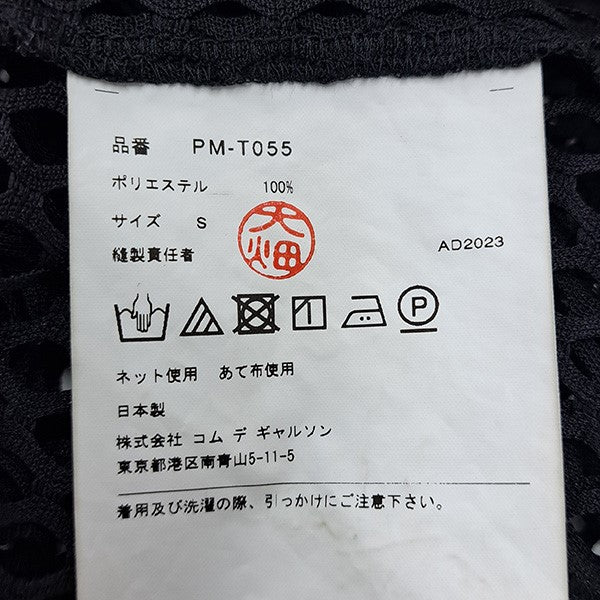 品番 PM-T055
ポリエステル 100%
サイズ S
縫製責任者
天畑
AD2023
P
ネット使用 あて布使用
日本製
株式会社 コム デ ギャルソン
東京都港区南青山5-11-5
着用及び洗濯の際、引っかけにご注意下さい。